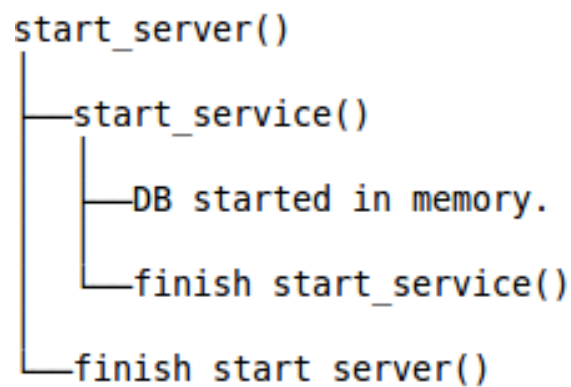 start_server()
start_service()
DB started in memory.
finish start_service()
finish start server()